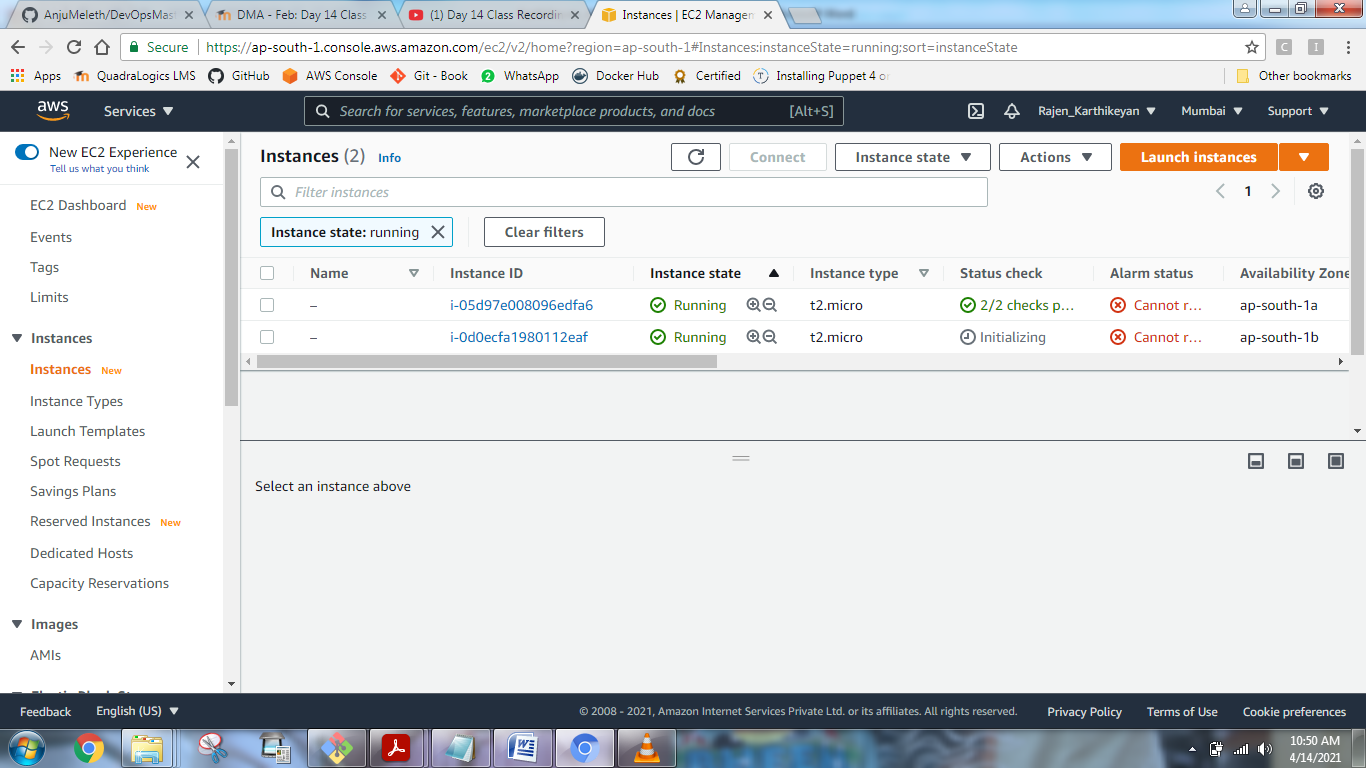 AnjuMeleth/DevOpsMast
DMA - Feb: Day 14 Class
(1) Day 14 Class Recordin
Instances | EC2 Managem
Secure
https://ap-south-1.console.aws.amazon.com/ec2/v2/home?region=ap-south-1#Instances:instanceState=running;sort=instanceState
C
I
Apps
QuadraLogics LMS
GitHub
AWS Console
Git - Book
2
WhatsApp
Docker Hub
Certified
Installing Puppet 4 o
Other bookmarks
aws
Services
Search for services, features, marketplace products, and docs
[Alt+S]
Rajen_Karthikeyan
Mumbai
Support
New EC2 Experience
Tell us what you think
EC2 Dashboard New
Events
Tags
Limits
Instances
Instances New
Instance Types
Launch Templates
Spot Requests
Savings Plans
Reserved Instances New
Dedicated Hosts
Capacity Reservations
Images
AMIs
Instances (2) Info
Connect
Instance state
Actions
Launch instances
Filter instances
1
Instance state: running
Clear filters
Name Instance ID Instance state Instance type Status check Alarm status Availability Zone
– i-05d97e008096edfa6 Running t2.micro 2/2 checks p... Cannot r... ap-south-1a
– i-0d0ecfa1980112eaf Running t2.micro Initializing Cannot r... ap-south-1b
Select an instance above
Feedback
English (US)
© 2008 - 2021, Amazon Internet Services Private Ltd. or its affiliates. All rights reserved.
Privacy Policy
Terms of Use
Cookie preferences
10:50 AM
4/14/2021